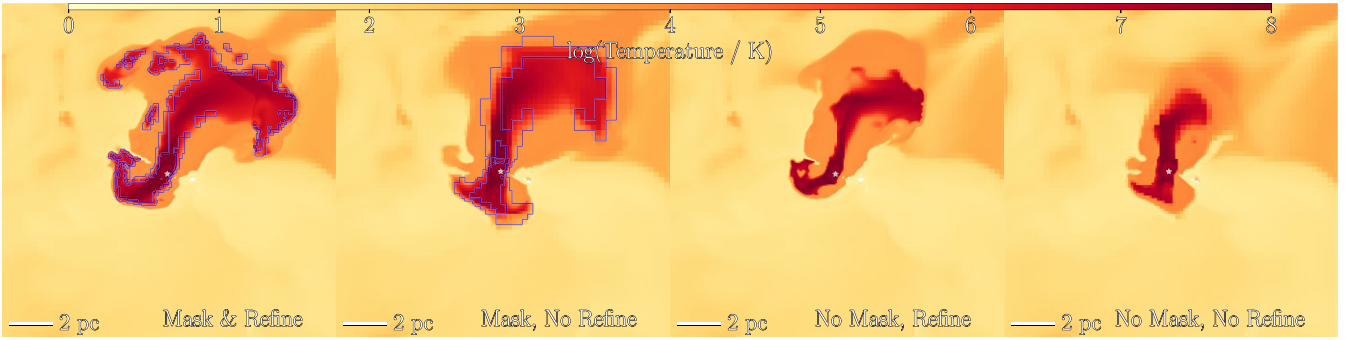 0 1 2 3 4 5 6 7 8
log(Temperature / K)
2 pc Mask & Refine
2 pc Mask, No Refine
2 pc No Mask, Refine
2 pc No Mask, No Refine